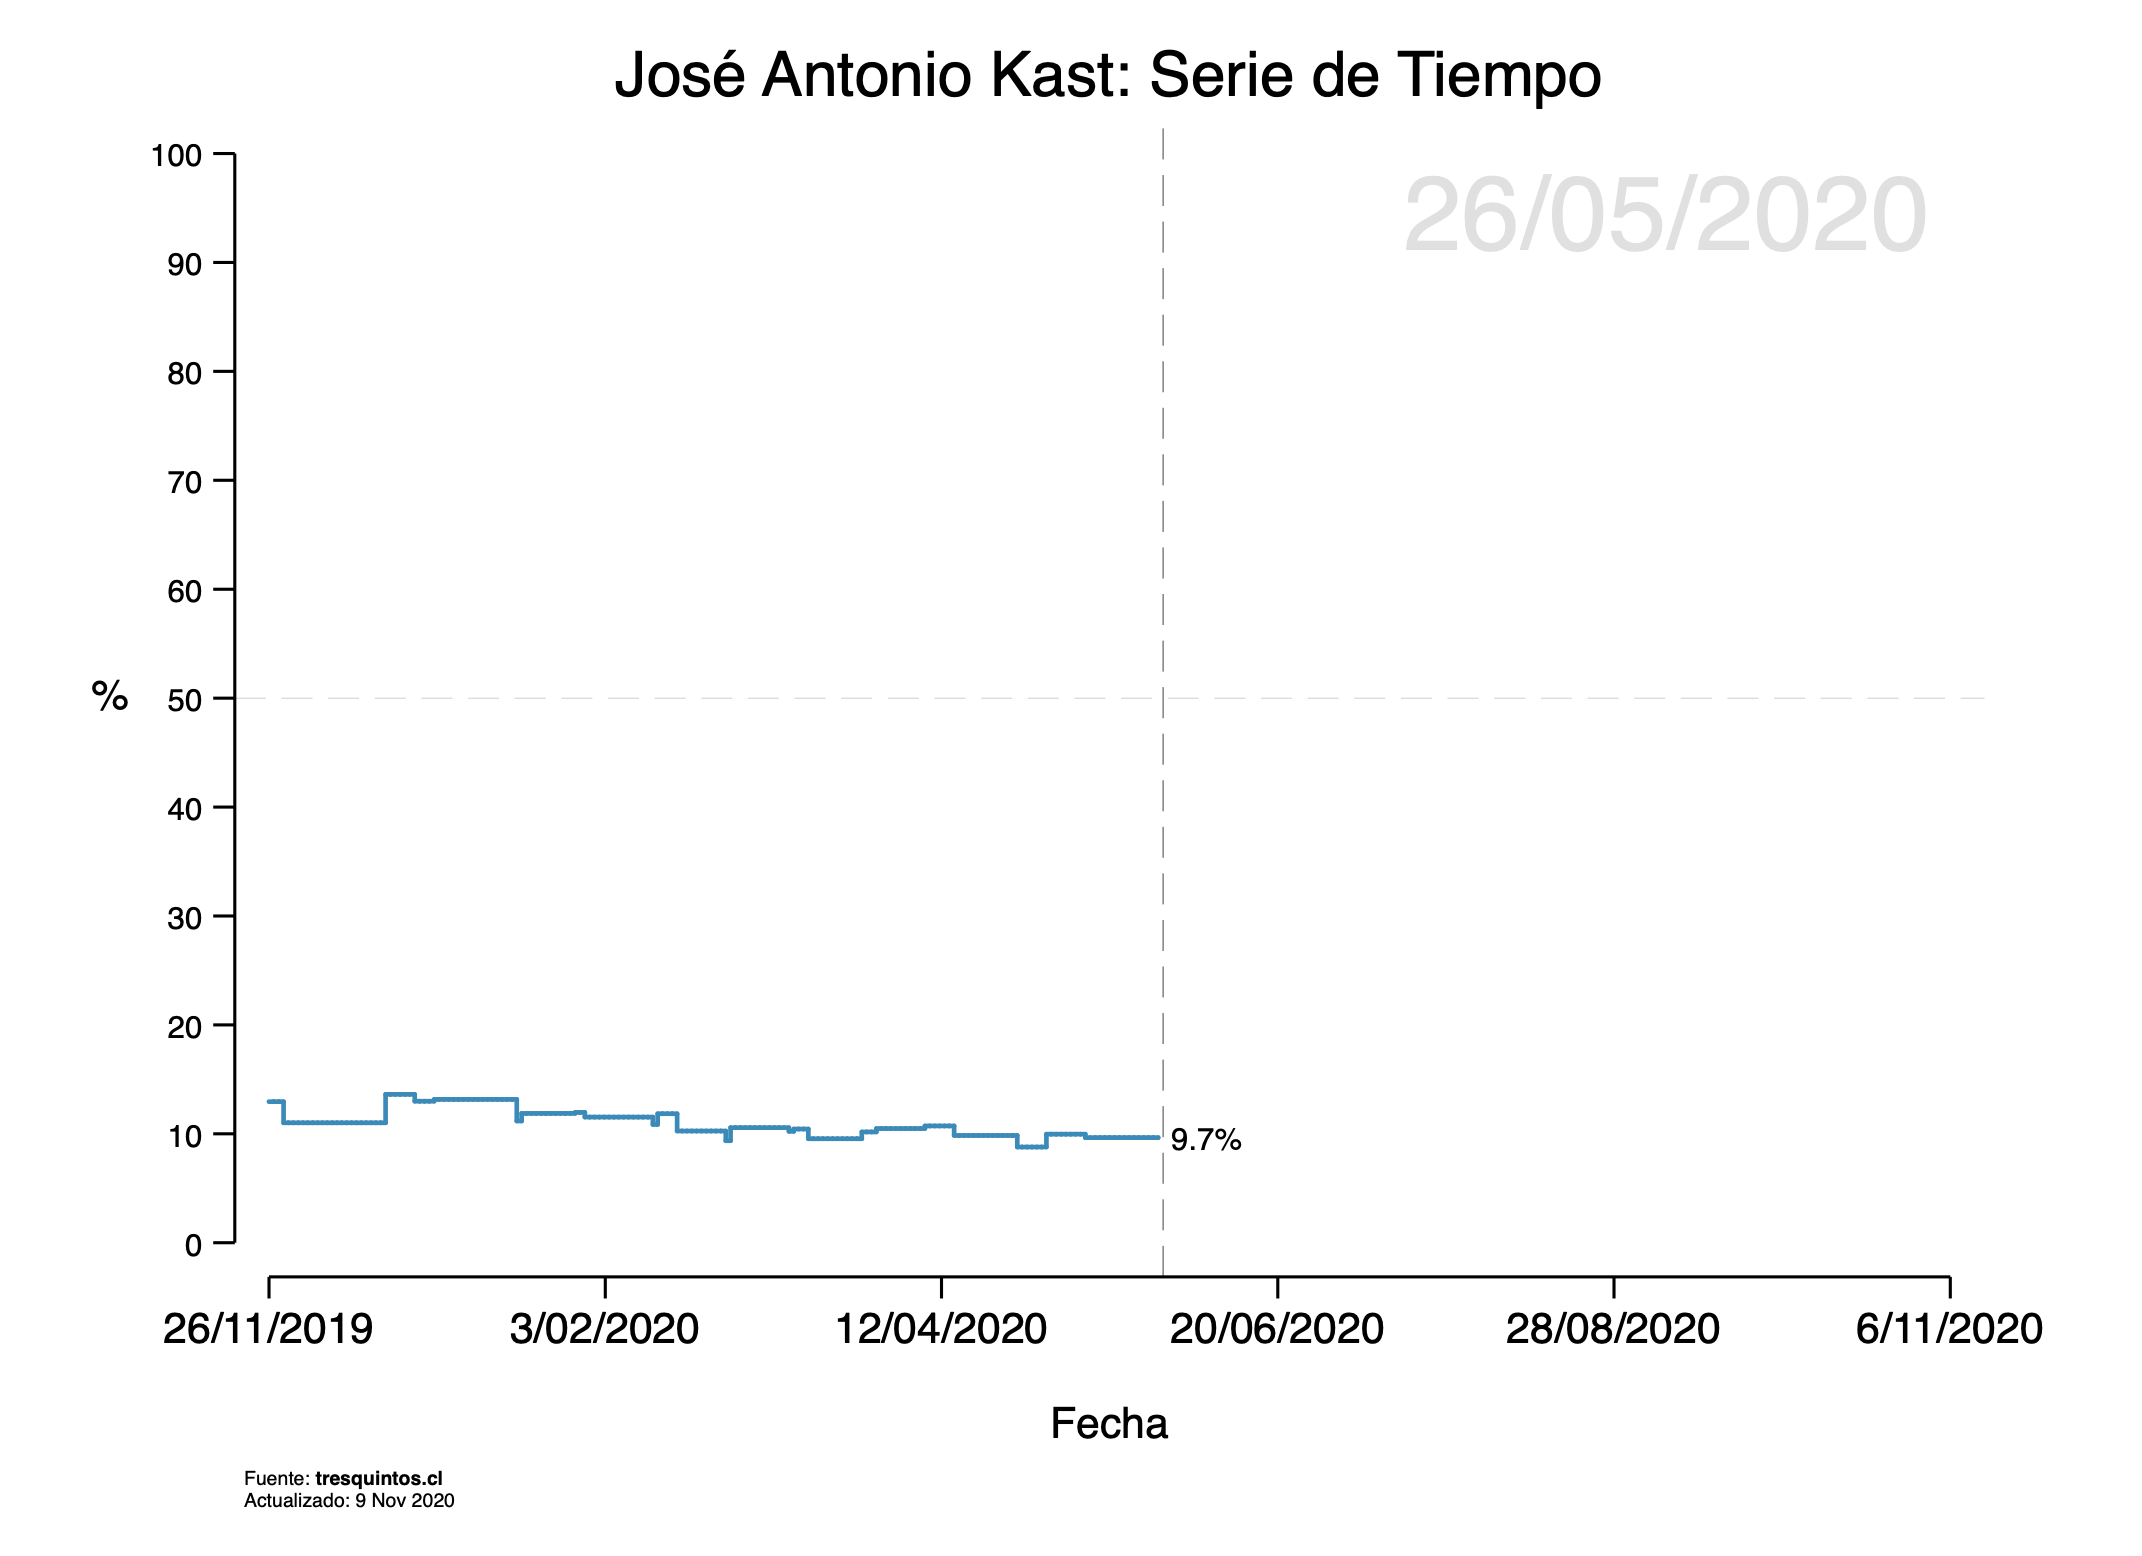 José Antonio Kast: Serie de Tiempo
26/05/2020
100
90
80
70
60
50
40
30
20
10
0
%
9.7%
26/11/2019 3/02/2020 12/04/2020 20/06/2020 28/08/2020 6/11/2020
Fecha
Fuente: tresquintos.cl
Actualizado: 9 Nov 2020